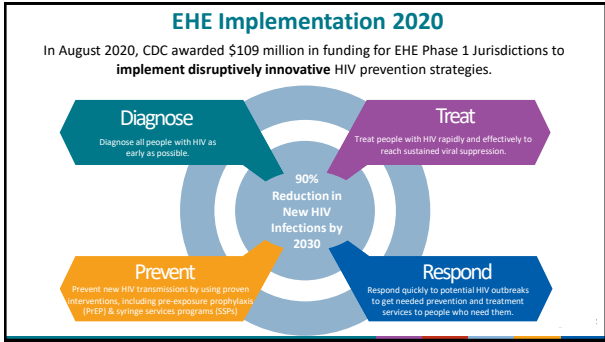 EHE Implementation 2020
In August 2020, CDC awarded $109 million in funding for EHE Phase 1 Jurisdictions to
implement disruptively innovative HIV prevention strategies.
Diagnose
Diagnose all people with HIV as
early as possible.
Treat
Treat people with HIV rapidly and effectively to
reach sustained viral suppression.
90%
Reduction in
New HIV
Infections by
2030
Prevent
Prevent new HIV transmissions by using proven
interventions, including pre-exposure prophylaxis
(PrEP) & syringe services programs (SSPs)
Respond
Respond quickly to potential HIV outbreaks
to get needed prevention and treatment
services to people who need them.